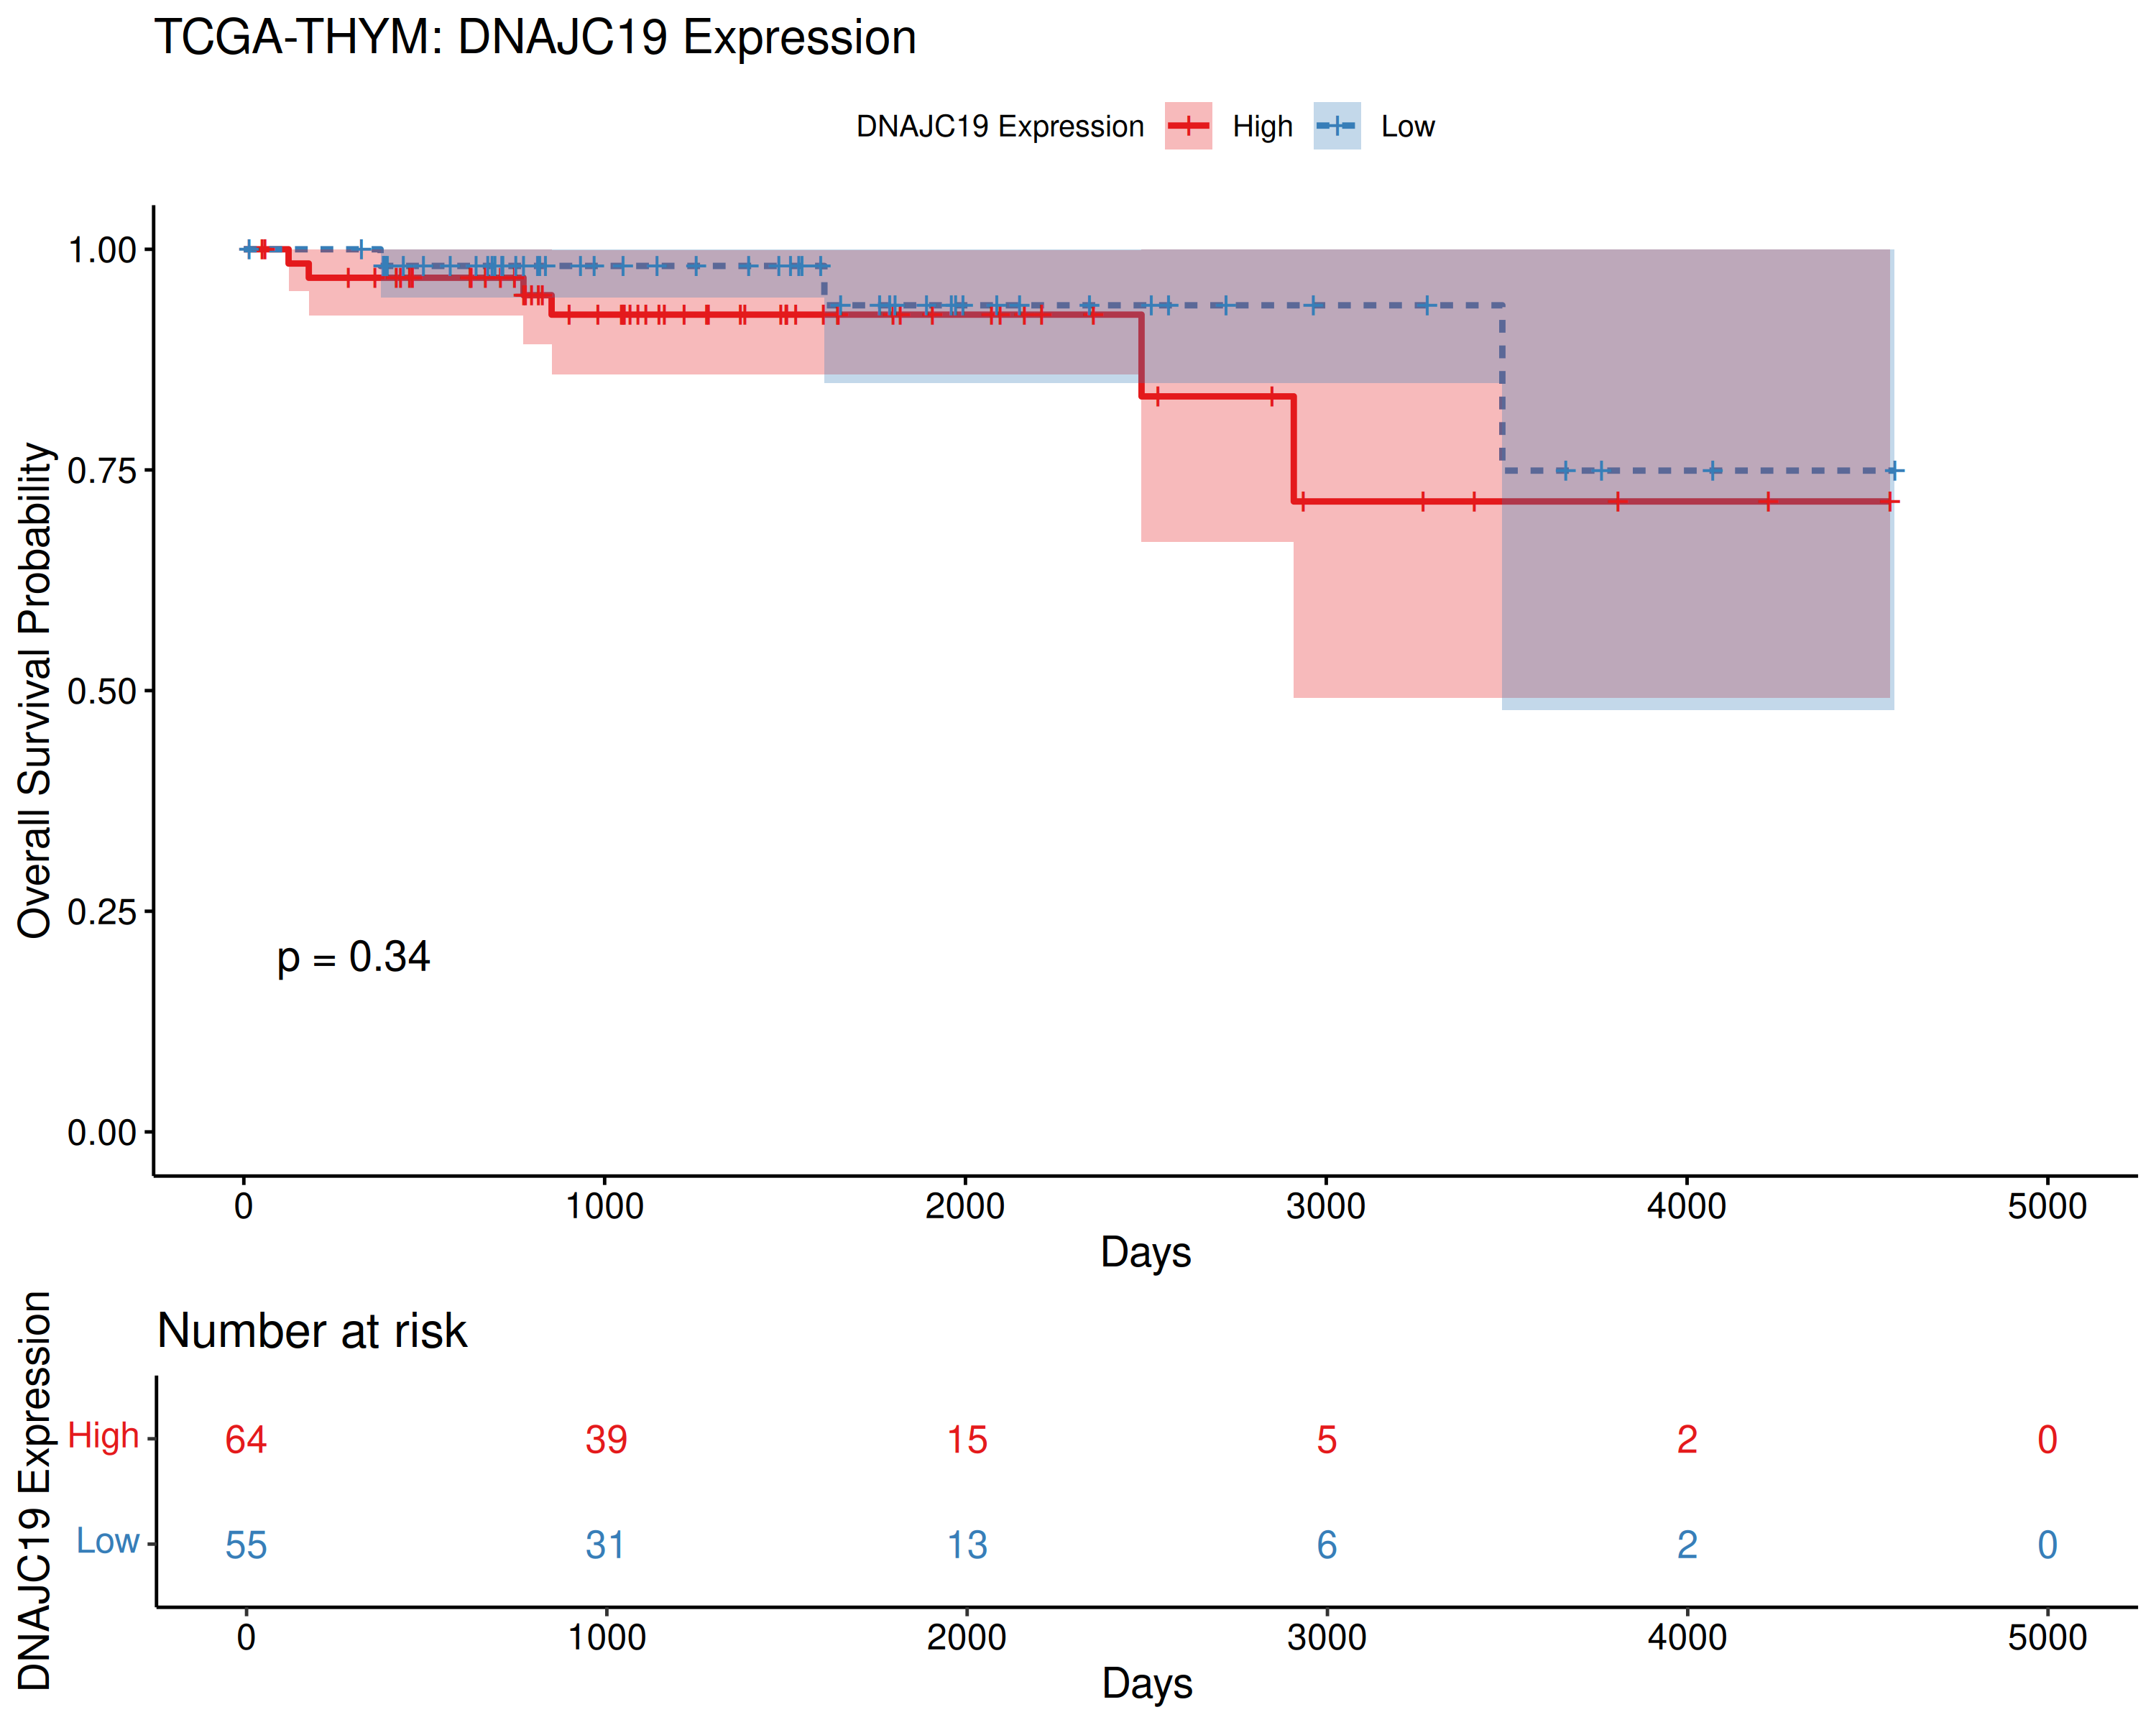 TCGA-THYM: DNAJC19 Expression
DNAJC19 Expression High Low
Overall Survival Probability
1.00
0.75
0.50
0.25
0.00
p = 0.34
0 1000 2000 3000 4000 5000
Days
Number at risk
DNAJC19 Expression
High 64 39 15 5 2 0
Low 55 31 13 6 2 0
0 1000 2000 3000 4000 5000
Days